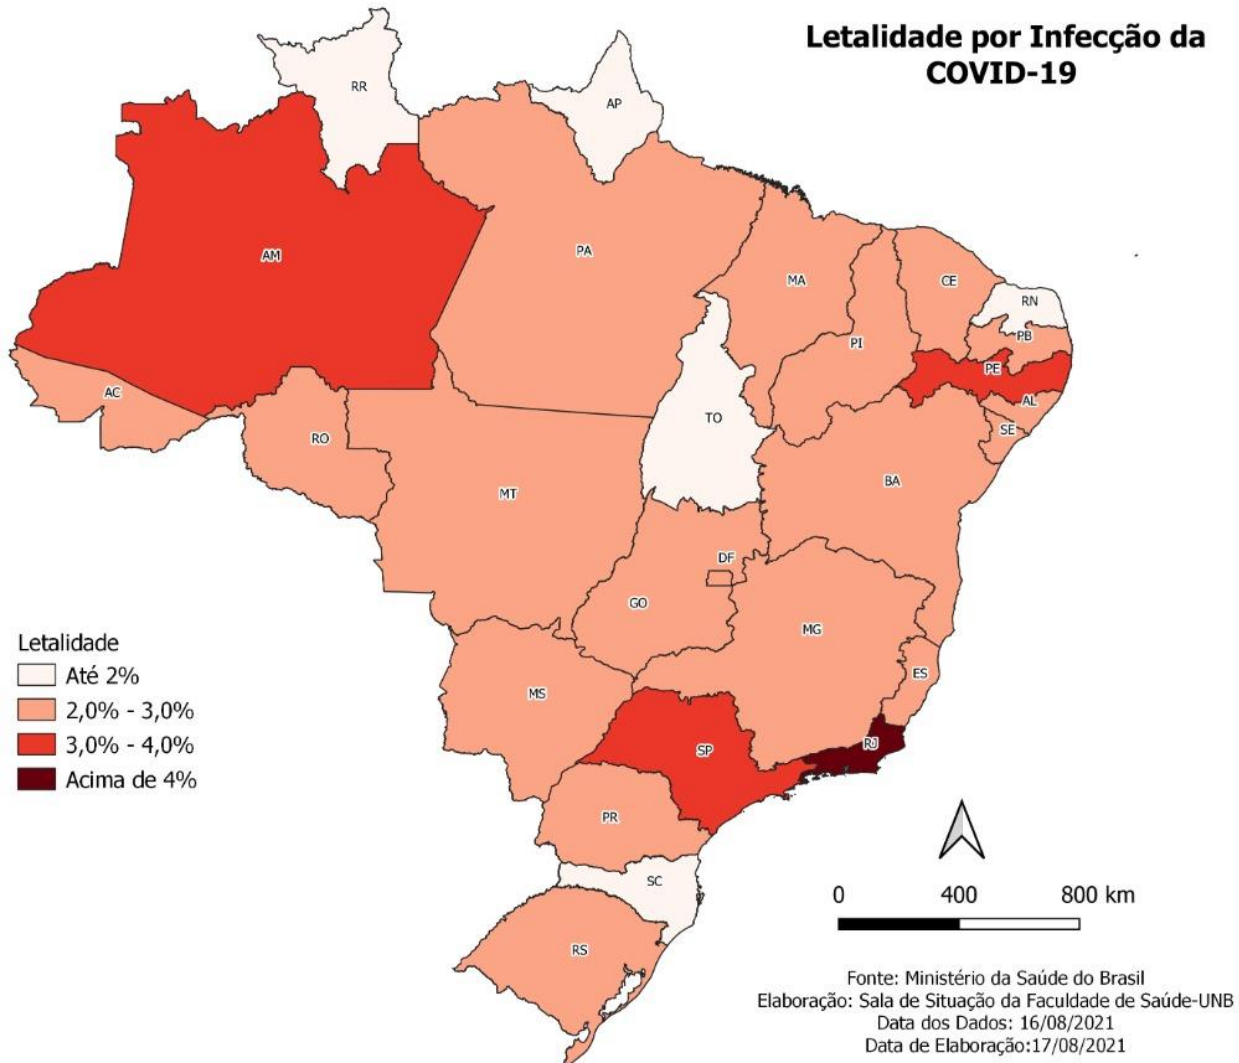 Letalidade por Infecção da
COVID-19
RR
AP
AM
PA
MA
CE
RN
PB
PI
PE
AC
AL
TO
SE
RO
BA
MT
DF
GO
MG
ES
MS
RJ
SP
PR
SC
RS
Letalidade
Até 2%
2,0% - 3,0%
3,0% - 4,0%
Acima de 4%
0 400 800 km
Fonte: Ministério da Saúde do Brasil
Elaboração: Sala de Situação da Faculdade de Saúde-UNB
Data dos Dados: 16/08/2021
Data de Elaboração:17/08/2021